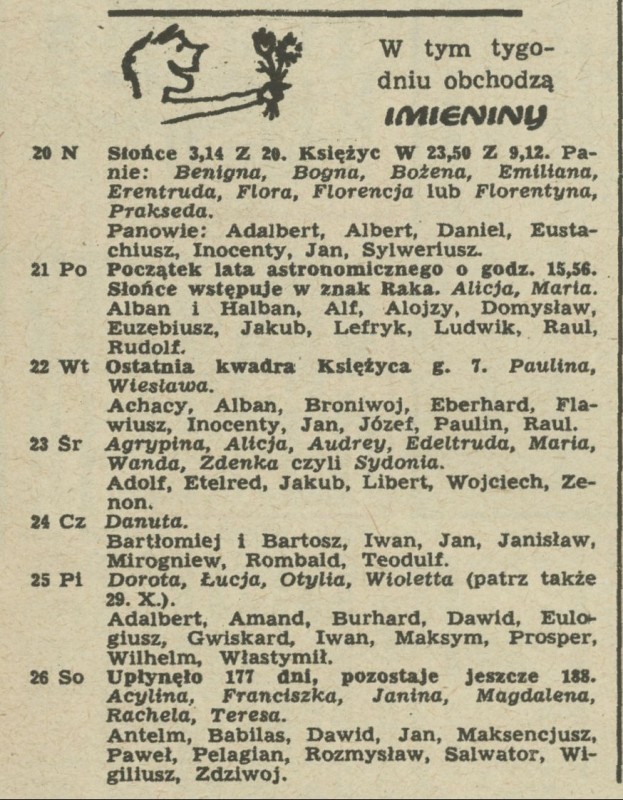 W tym tygo-
dniu obchodzą
IMIENINY
20 N Słońce 3,14 Z 20. Księżyc W 23,50 Z 9,12. Pa-
nie: Benigna, Bogna, Bożena, Emiliana,
Erentruda, Flora, Florencja lub Florentyna,
Prakseda.
Panowie: Adalbert, Albert, Daniel, Eusta-
chiusz, Inocenty, Jan, Sylweriusz.
21 Po Początek lata astronomicznego o godz. 15,56.
Słońce wstępuje w znak Raka. Alicja, Maria.
Alban i Halban, Alf, Alojzy, Domysław,
Euzebiusz, Jakub, Lefryk, Ludwik, Raul,
Rudolf.
22 Wt Ostatnia kwadra Księżyca g. 7. Paulina,
Wiesława.
Achacy, Alban, Broniwoj, Eberhard, Fla-
wiusz, Inocenty, Jan, Józef, Paulin, Raul.
23 Śr Agrypina, Alicja, Audrey, Edeltruda, Maria,
Wanda, Zdenka czyli Sydonia.
Adolf, Etelred, Jakub, Libert, Wojciech, Ze-
non.
24 Cz Danuta.
Bartłomiej i Bartosz, Iwan, Jan, Janisław,
Mirogniew, Rombald, Teodulf.
25 Pi Dorota, Łucja, Otylia, Wioletta (patrz także
29. X.).
Adalbert, Amand, Burhard, Dawid, Eulo-
giusz, Gwiskard, Iwan, Maksym, Prosper,
Wilhelm, Włastymił.
26 So Upłynęło 177 dni, pozostaje jeszcze 188.
Acylina, Franciszka, Janina, Magdalena,
Rachela, Teresa.
Antelm, Babilas, Dawid, Jan, Maksencjusz,
Paweł, Pelagian, Rozmysław, Salwator, Wi-
giliusz, Zdziwoj.